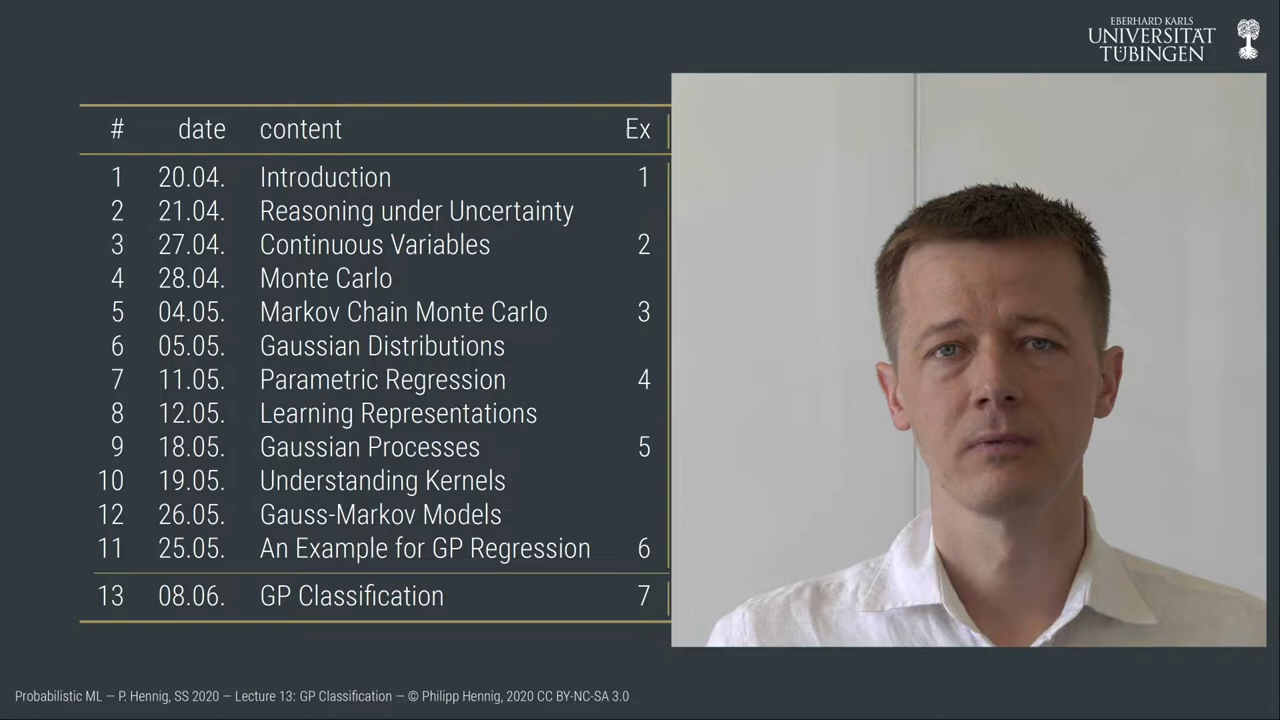 EBERHARD KARLS
UNIVERSITÄT
TÜBINGEN
# date content Ex
1 20.04. Introduction 1
2 21.04. Reasoning under Uncertainty
3 27.04. Continuous Variables 2
4 28.04. Monte Carlo
5 04.05. Markov Chain Monte Carlo 3
6 05.05. Gaussian Distributions
7 11.05. Parametric Regression 4
8 12.05. Learning Representations
9 18.05. Gaussian Processes 5
10 19.05. Understanding Kernels
12 26.05. Gauss-Markov Models
11 25.05. An Example for GP Regression 6
13 08.06. GP Classification 7
Probabilistic ML — P. Hennig, SS 2020 — Lecture 13: GP Classification — © Philipp Hennig, 2020 CC BY-NC-SA 3.0